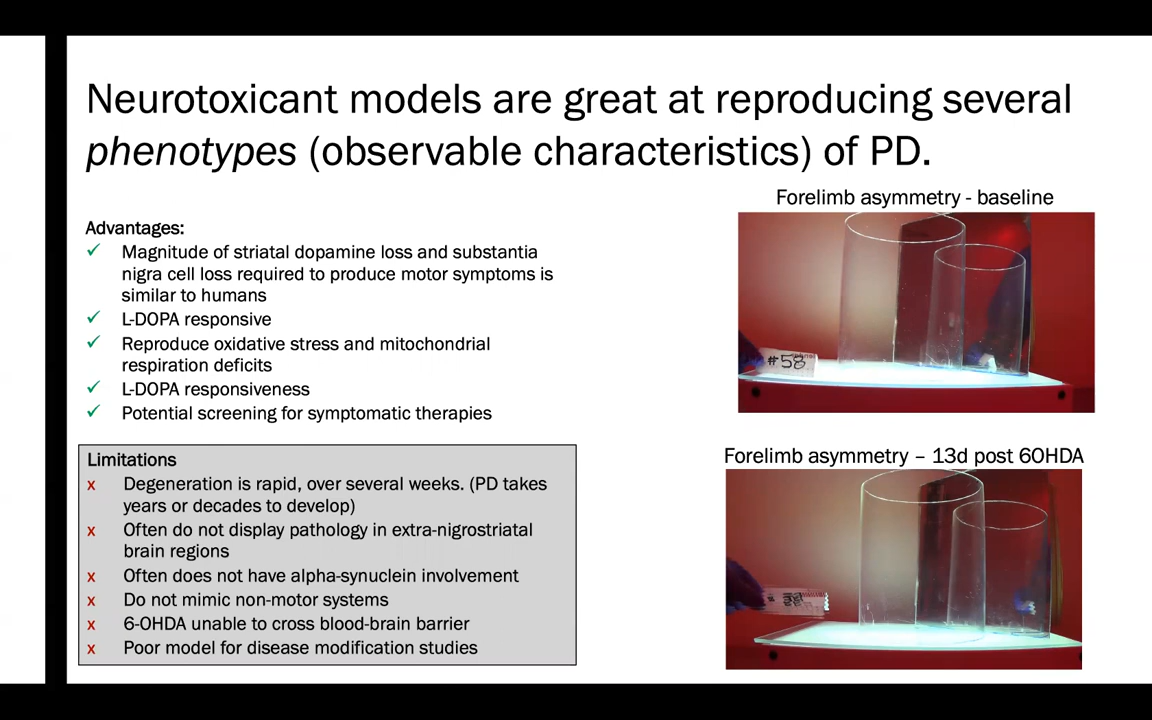 Neurotoxicant models are great at reproducing several
phenotypes (observable characteristics) of PD.
Advantages:
✓ Magnitude of striatal dopamine loss and substantia
nigra cell loss required to produce motor symptoms is
similar to humans
✓ L-DOPA responsive
✓ Reproduce oxidative stress and mitochondrial
respiration deficits
✓ L-DOPA responsiveness
✓ Potential screening for symptomatic therapies
Limitations
x Degeneration is rapid, over several weeks. (PD takes
years or decades to develop)
x Often do not display pathology in extra-nigrostriatal
brain regions
x Often does not have alpha-synuclein involvement
x Do not mimic non-motor systems
x 6-OHDA unable to cross blood-brain barrier
x Poor model for disease modification studies
Forelimb asymmetry - baseline
#58
Forelimb asymmetry – 13d post 6OHDA